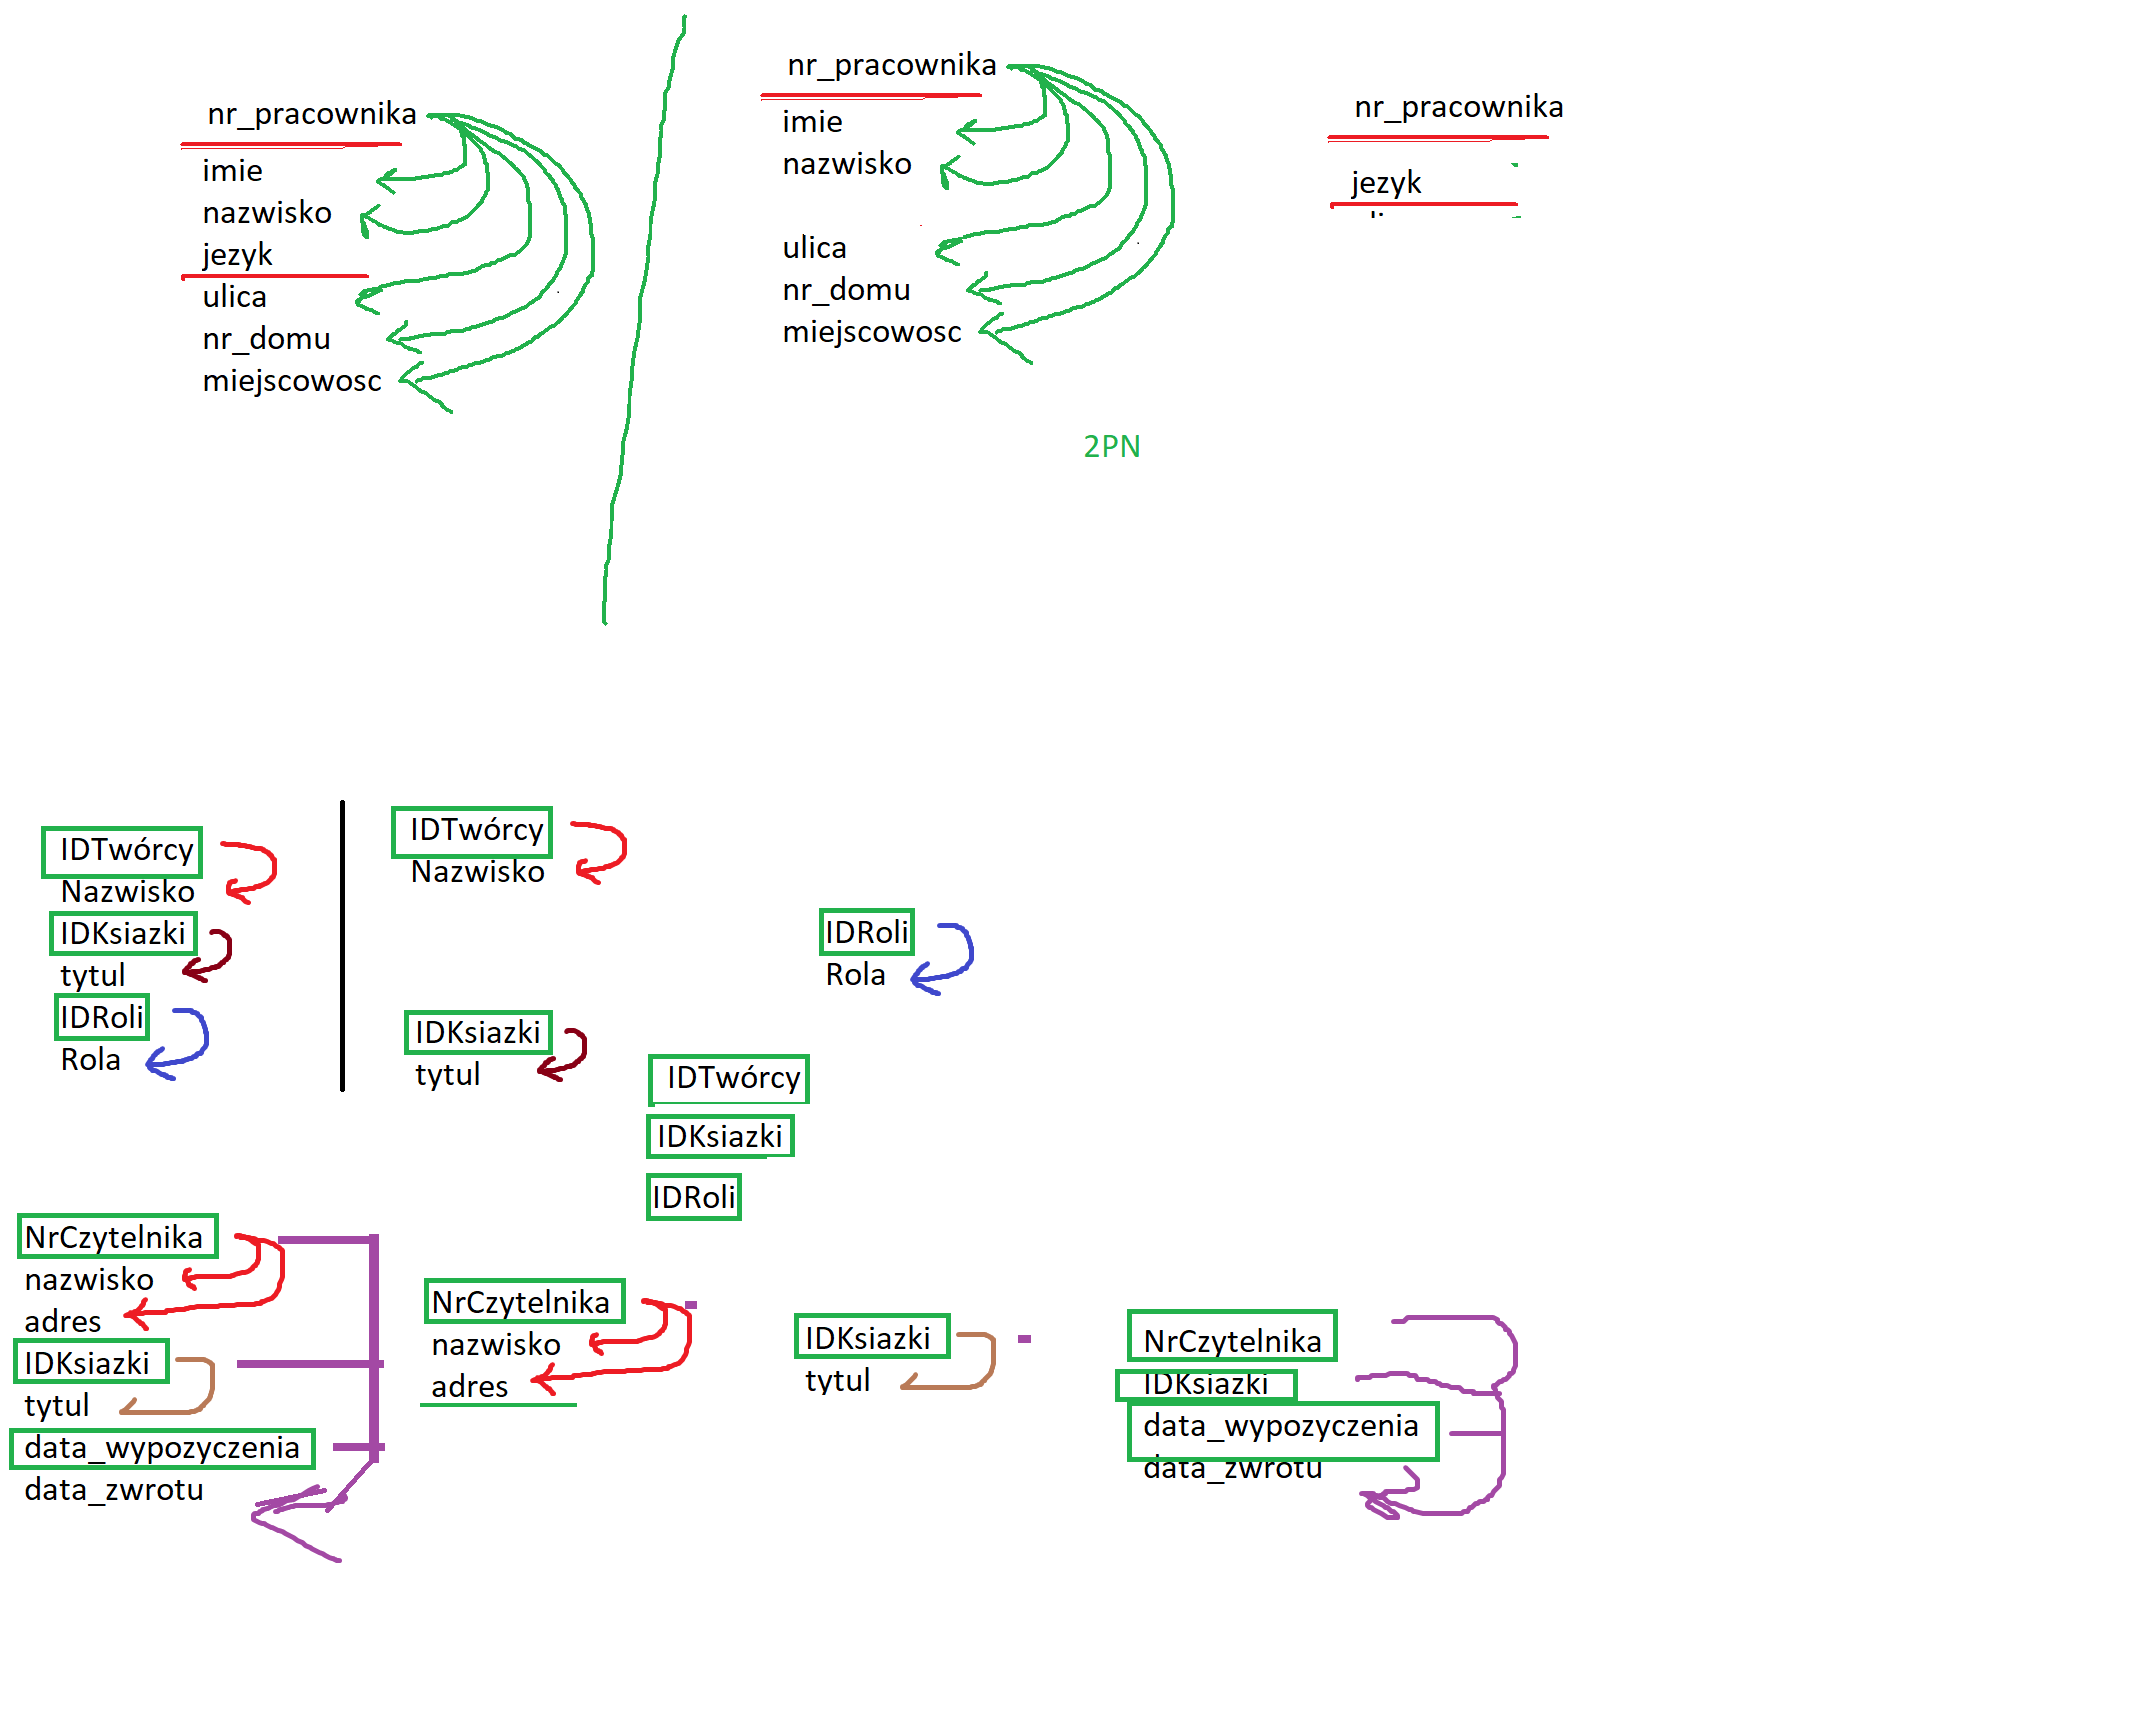 nr_pracownika
imie
nazwisko
jezyk
ulica
nr_domu
miejscowosc
nr_pracownika
imie
nazwisko
ulica
nr_domu
miejscowosc
nr_pracownika
jezyk
2PN
IDTwórcy
Nazwisko
IDKsiazki
tytul
IDRoli
Rola
IDTwórcy
Nazwisko
IDKsiazki
tytul
IDRoli
Rola
IDTwórcy
IDKsiazki
IDRoli
NrCzytelnika
nazwisko
adres
IDKsiazki
tytul
data_wypozyczenia
data_zwrotu
NrCzytelnika
nazwisko
adres
IDKsiazki
tytul
NrCzytelnika
IDKsiazki
data_wypozyczenia
data_zwrotu